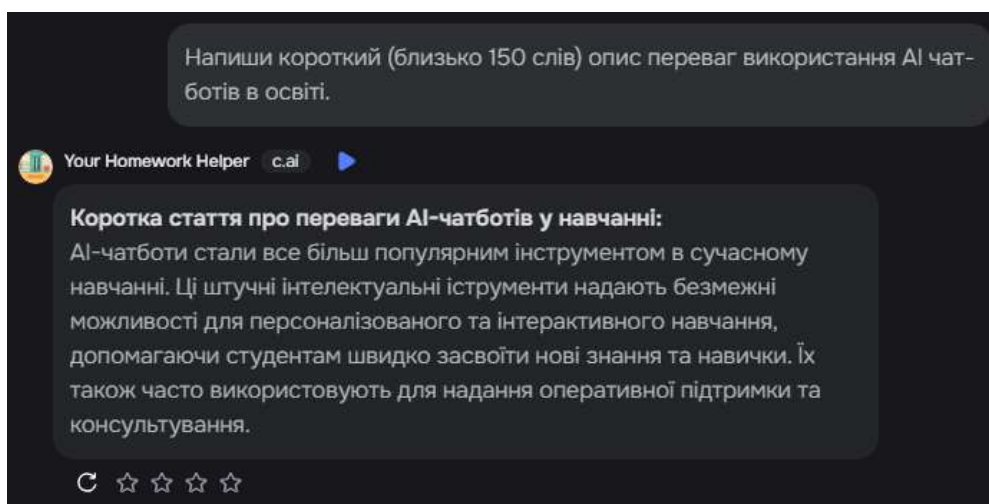 Напиши короткий (близько 150 слів) опис переваг використання AI чат-
ботів в освіті.
Your Homework Helper c.ai
Коротка стаття про переваги AI-чатботів у навчанні:
AI-чатботи стали все більш популярним інструментом в сучасному
навчанні. Ці штучні інтелектуальні іструменти надають безмежні
можливості для персоналізованого та інтерактивного навчання,
допомагаючи студентам швидко засвоїти нові знання та навички. Їх
також часто використовують для надання оперативної підтримки та
консультування.